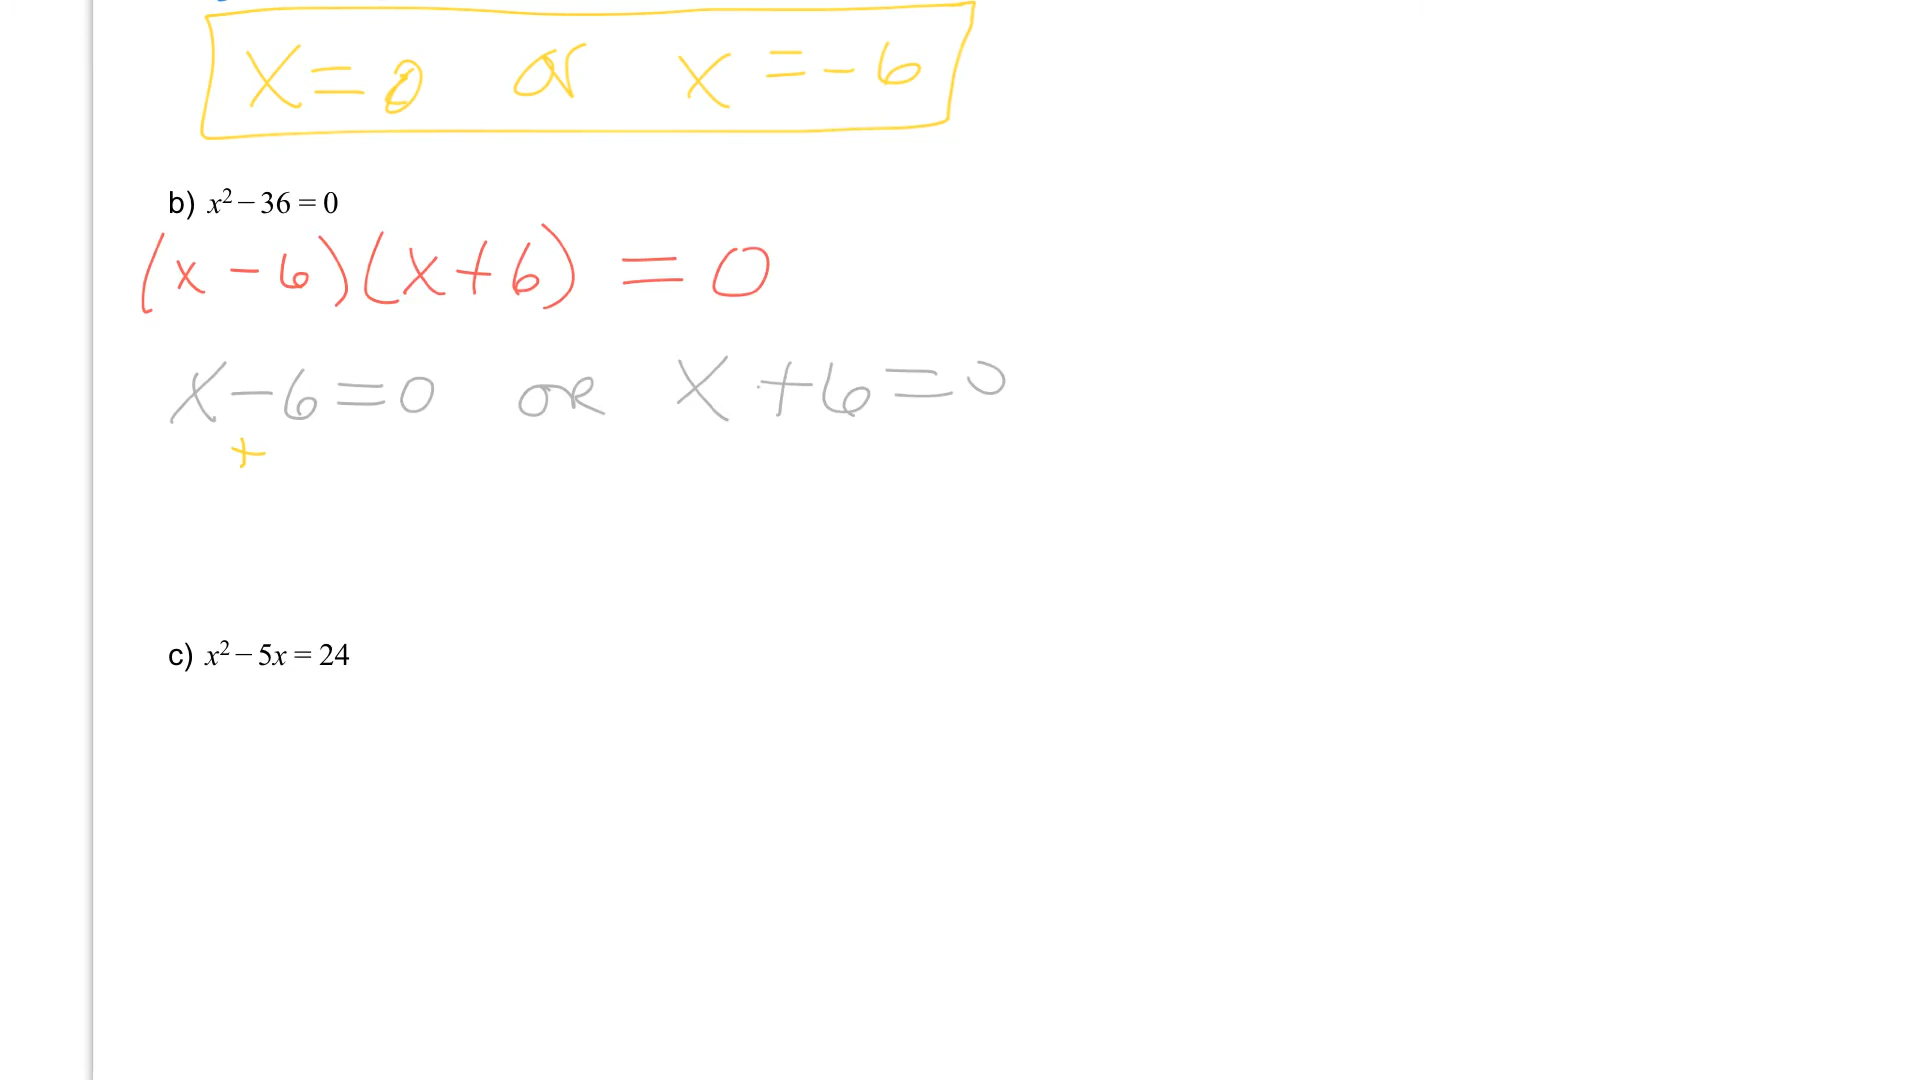 x=0 or x=-6
b) x²–36=0
(x-6)(x+6)=0
x-6=0 or x+6=0
+
c) x²–5x=24